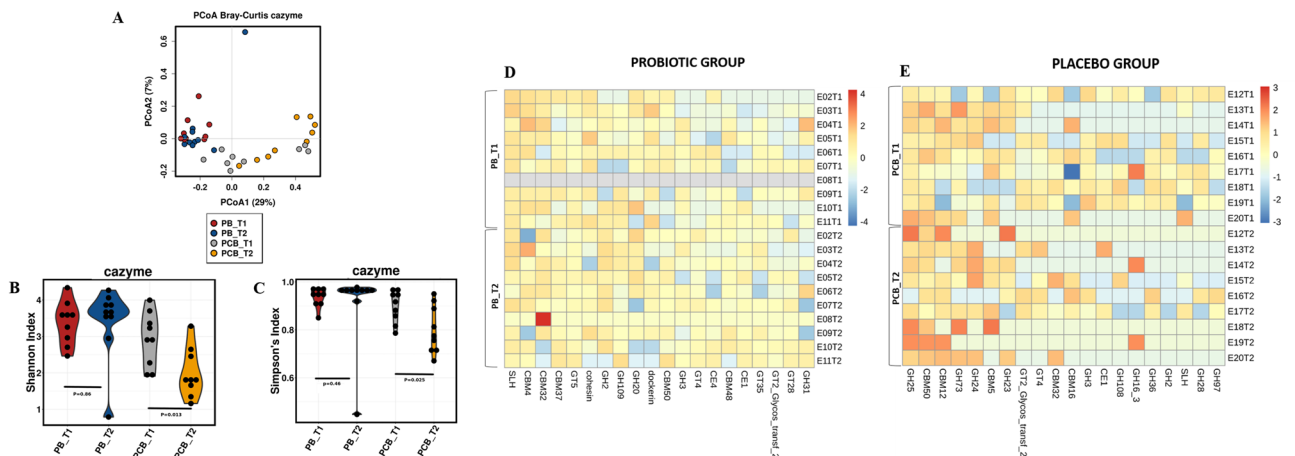 A
PCoA Bray-Curtis cazyme
PCoA2 (7%)
0.6
0.4
0.2
0.0
-0.2
-0.2
0.0
0.2
0.4
PCoA1 (29%)
PB_T1
PB_T2
PCB_T1
PCB_T2
B
cazyme
Shannon Index
4
3
2
1
P=0.86
P=0.013
PB_T1
PB_T2
PCB_T1
PCB_T2
C
cazyme
Simpson's Index
1.0
0.8
0.6
p=0.46
P=0.025
PB_T1
PB_T2
PCB_T1
PCB_T2
D
PROBIOTIC GROUP
PB_T1
PB_T2
E02T1
E03T1
E04T1
E05T1
E06T1
E07T1
E08T1
E09T1
E10T1
E11T1
E02T2
E03T2
E04T2
E05T2
E06T2
E07T2
E08T2
E09T2
E10T2
E11T2
4
2
0
-2
-4
SLH
CBM4
CBM32
CBM37
GT5
cohesin
GH2
GH109
GH20
dockerin
CBM50
GH3
GT4
CE4
CBM48
CE1
GT35
GT2_Glycos_transf_2
GT28
GH31
E
PLACEBO GROUP
PCB_T1
PCB_T2
E12T1
E13T1
E14T1
E15T1
E16T1
E17T1
E18T1
E19T1
E20T1
E12T2
E13T2
E14T2
E15T2
E16T2
E17T2
E18T2
E19T2
E20T2
3
2
1
0
-1
-2
-3
GH25
CBM50
CBM12
GH73
GH24
CBM5
GH23
GT2_Glycos_transf_2
GT4
CBM32
CBM16
GH3
CE1
GH108
GH16_3
GH36
GH2
SLH
GH28
GH97